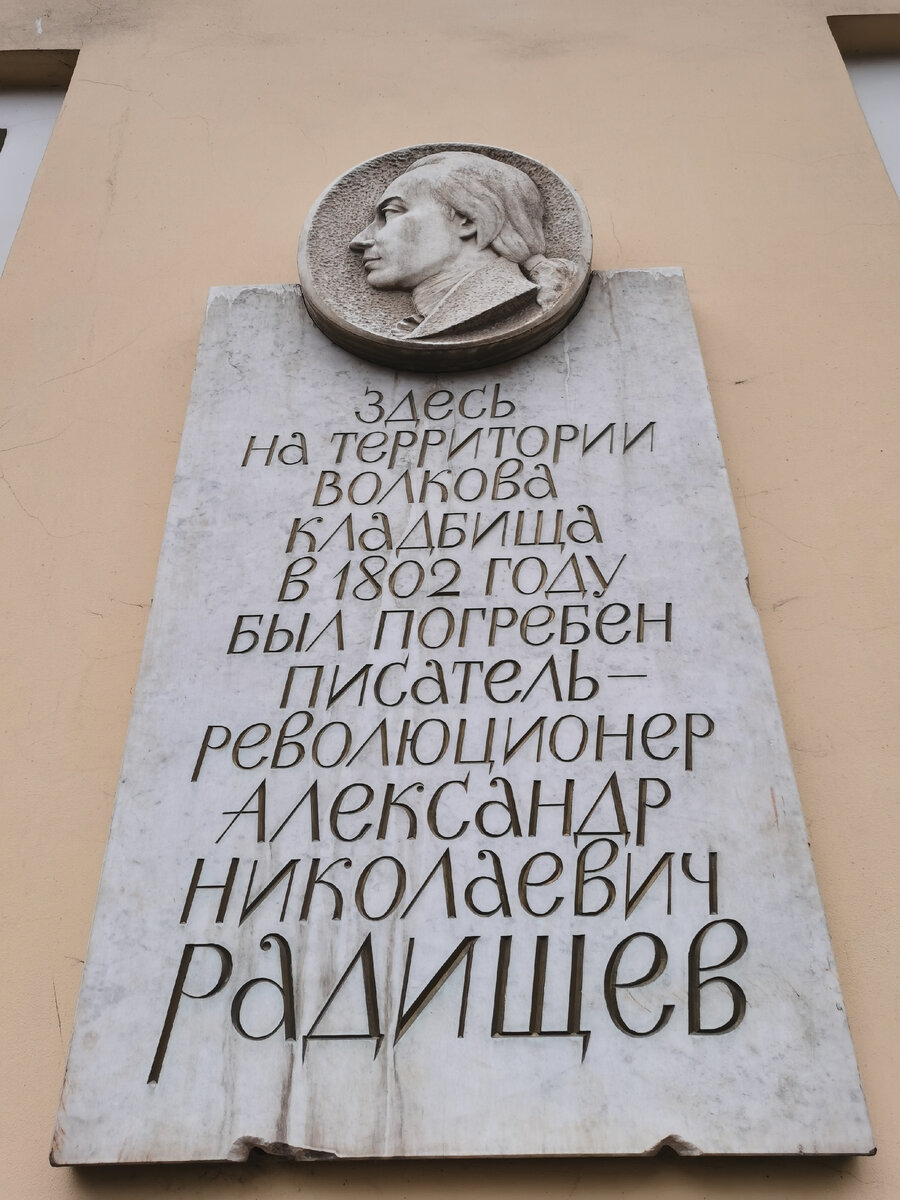 Здесь
на территории
Волкова
кладбища
в 1802 году
был погребен
писатель—
революционер
Александр
Николаевич
Радищев